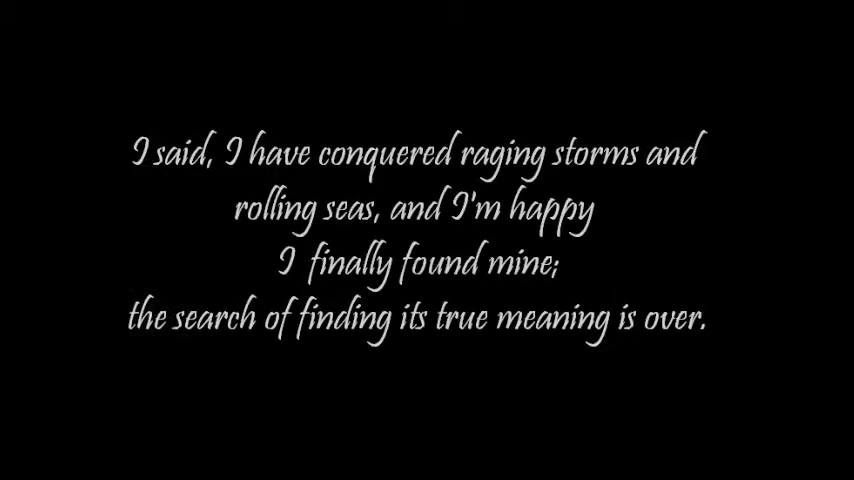 I said, I have conquered raging storms and
rolling seas, and I'm happy
I finally found mine;
the search of finding its true meaning is over.